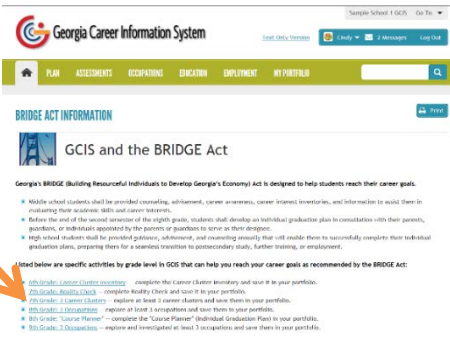 Sample School 1 GCIS Go To
Georgia Career Information System
Text Only Version Cindy 2 Messages Log Out
PLAN ASSESSMENTS OCCUPATIONS EDUCATION EMPLOYMENT MY PORTFOLIO
BRIDGE ACT INFORMATION
Print
GCIS and the BRIDGE Act
Georgia's BRIDGE (Building Resourceful Individuals to Develop Georgia's Economy) Act is designed to help students reach their career goals.
Middle school students shall be provided counseling, advisement, career awareness, career interest inventories, and information to assist them in
evaluating their academic skills and career interests.
Before the end of the second semester of the eighth grade, students shall develop an individual graduation plan in consultation with their parents,
guardians, or individuals appointed by the parents or guardians to serve as their designee.
High school students shall be provided guidance, advisement, and counseling annually that will enable them to successfully complete their individual
graduation plans, preparing them for a seamless transition to postsecondary study, further training, or employment.
Listed below are specific activities by grade level in GCIS that can help you reach your career goals as recommended by the BRIDGE Act:
6th Grade: Career Cluster Inventory -- complete the Career Cluster Inventory and save it in your portfolio.
7th Grade: Reality Check -- complete Reality Check and save it in your portfolio.
7th Grade: 3 Career Clusters -- explore at least 3 career clusters and save them in your portfolio.
8th Grade: 3 Occupations -- explore at least 3 occupations and save them in your portfolio.
8th Grade: "Course Planner" -- complete the "Course Planner" (Individual Graduation Plan) in your portfolio.
9th Grade: 3 Occupations -- explore and investigated at least 3 occupations and save them in your portfolio.